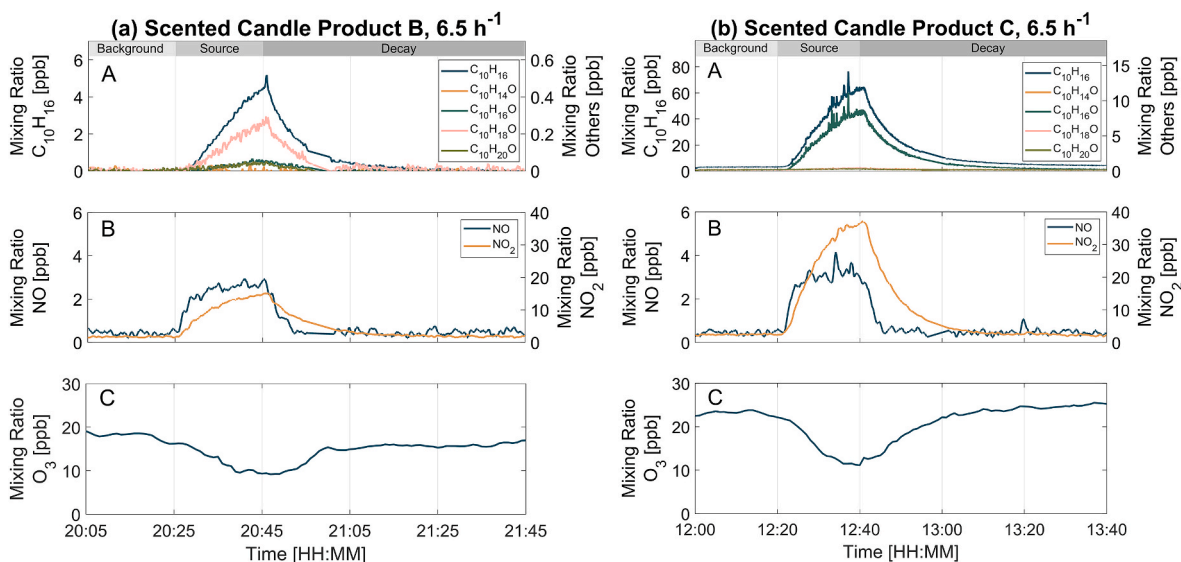 (a) Scented Candle Product B, 6.5 h⁻¹
Background Source Decay
A
Mixing Ratio
C₁₀H₁₆ [ppb]
6
4
2
0
C₁₀H₁₆
C₁₀H₁₄O
C₁₀H₁₆O
C₁₀H₁₈O
C₁₀H₂₀O
0.6
0.4
0.2
0
Mixing Ratio
Others [ppb]
B
Mixing Ratio
NO [ppb]
6
4
2
0
NO
NO₂
40
30
20
10
0
Mixing Ratio
NO₂ [ppb]
C
Mixing Ratio
O₃ [ppb]
30
20
10
0
20:05 20:25 20:45 21:05 21:25 21:45
Time [HH:MM]
(b) Scented Candle Product C, 6.5 h⁻¹
Background Source Decay
A
Mixing Ratio
C₁₀H₁₆ [ppb]
80
60
40
20
0
C₁₀H₁₆
C₁₀H₁₄O
C₁₀H₁₆O
C₁₀H₁₈O
C₁₀H₂₀O
15
10
5
0
Mixing Ratio
Others [ppb]
B
Mixing Ratio
NO [ppb]
6
4
2
0
NO
NO₂
40
30
20
10
0
Mixing Ratio
NO₂ [ppb]
C
Mixing Ratio
O₃ [ppb]
30
20
10
0
12:00 12:20 12:40 13:00 13:20 13:40
Time [HH:MM]